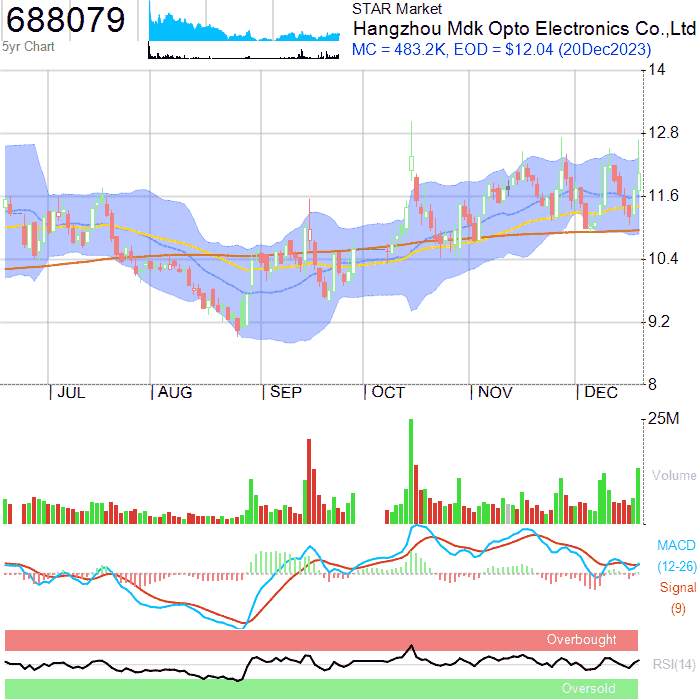 688079
5yr Chart
STAR Market
Hangzhou Mdk Opto Electronics Co.,Ltd
MC = 483.2K, EOD = $12.04 (20Dec2023)
14
12.8
11.6
10.4
9.2
8
JUL AUG SEP OCT NOV DEC
25M
Volume
MACD
(12-26)
Signal
(9)
Overbought
RSI(14)
Oversold